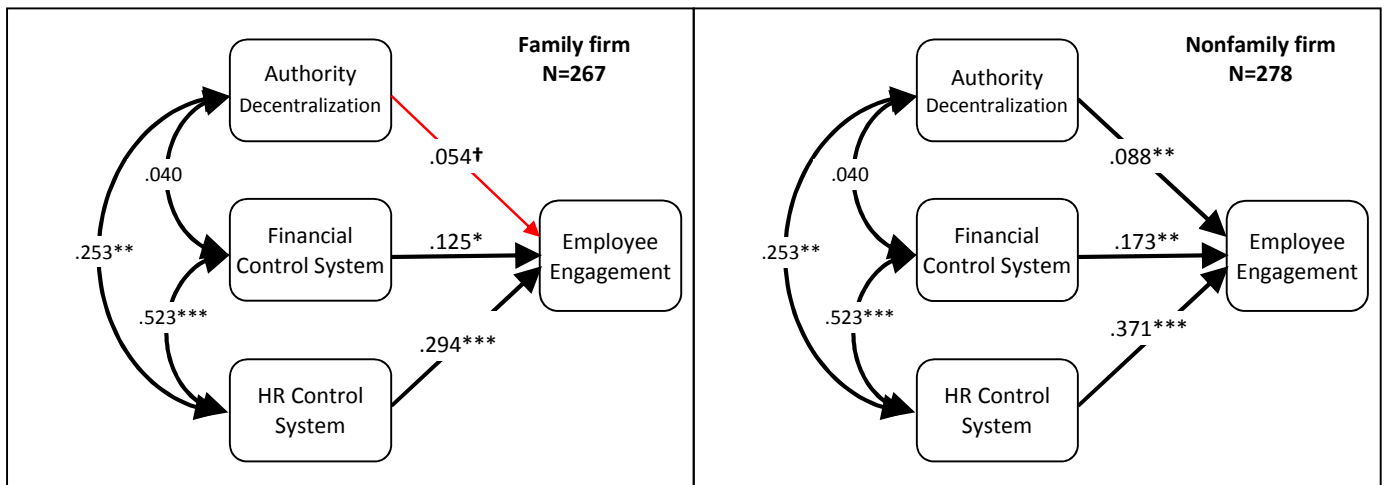 Family firm
N=267
Authority
Decentralization
.054†
.040
Financial
Control System
.125*
Employee
Engagement
.253**
.523***
.294***
HR Control
System
Nonfamily firm
N=278
Authority
Decentralization
.088**
.040
Financial
Control System
.173**
Employee
Engagement
.253**
.523***
.371***
HR Control
System